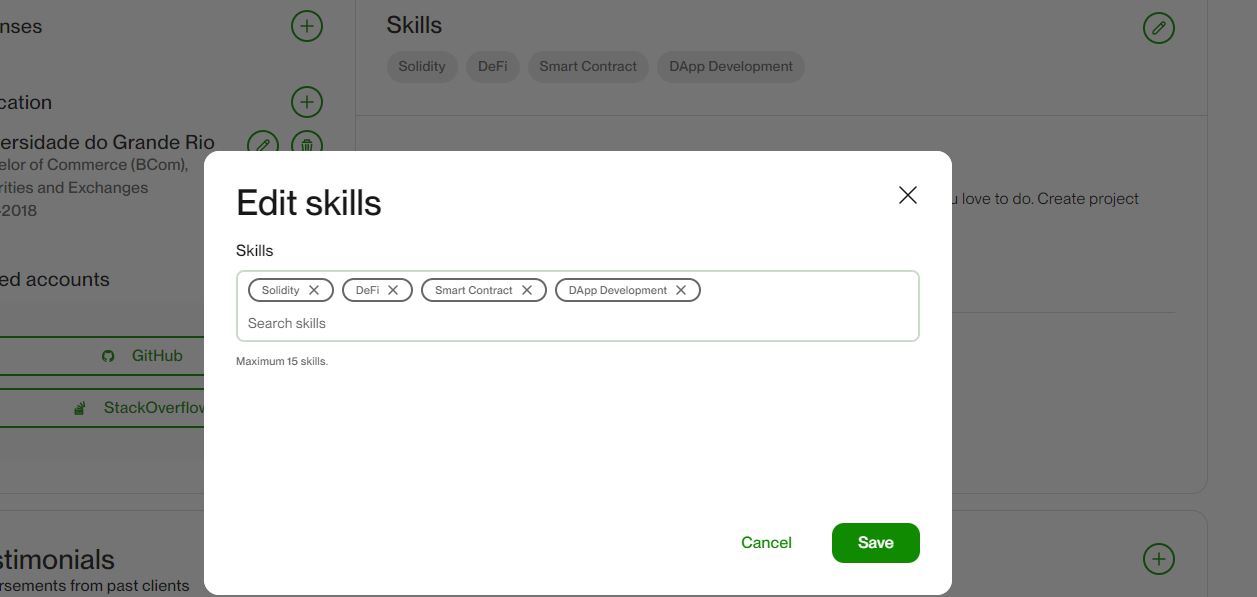 nses
Skills
Solidity DeFi Smart Contract DApp Development
cation
ersidade do Grande Rio
elor of Commerce (BCom),
rities and Exchanges
-2018
ed accounts
GitHub
StackOverflow
stimonials
rsements from past clients
u love to do. Create project
Edit skills
Skills
Solidity DeFi Smart Contract DApp Development
Search skills
Maximum 15 skills.
Cancel Save